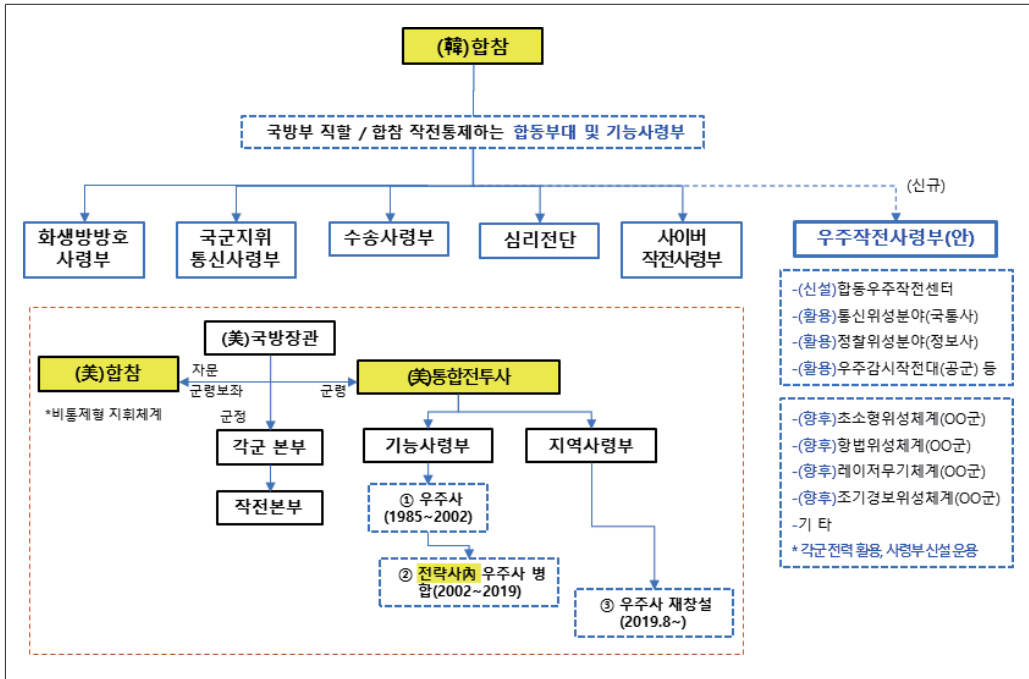 (韓)합참
국방부 직할 / 합참 작전통제하는 합동부대 및 기능사령부
(신규)
화생방방호
사령부
국군지휘
통신사령부
수송사령부
심리전단
사이버
작전사령부
우주작전사령부(안)
-(신설)합동우주작전센터
-(활용)통신위성분야(국통사)
-(활용)정찰위성분야(정보사)
-(활용)우주감시작전대(공군) 등
-(향후)초소형위성체계(OO군)
-(향후)항법위성체계(OO군)
-(향후)레이저무기체계(OO군)
-(향후)조기경보위성체계(OO군)
-기 타
* 각군 전력 활용, 사령부 신설 운용
(美)국방장관
(美)합참
자문
군령보좌
군령
(美)통합전투사
*비통제형 지휘체계
군정
각군 본부
기능사령부
지역사령부
작전본부
① 우주사
(1985~2002)
② 전략사內 우주사 병
합(2002~2019)
③ 우주사 재창설
(2019.8~)